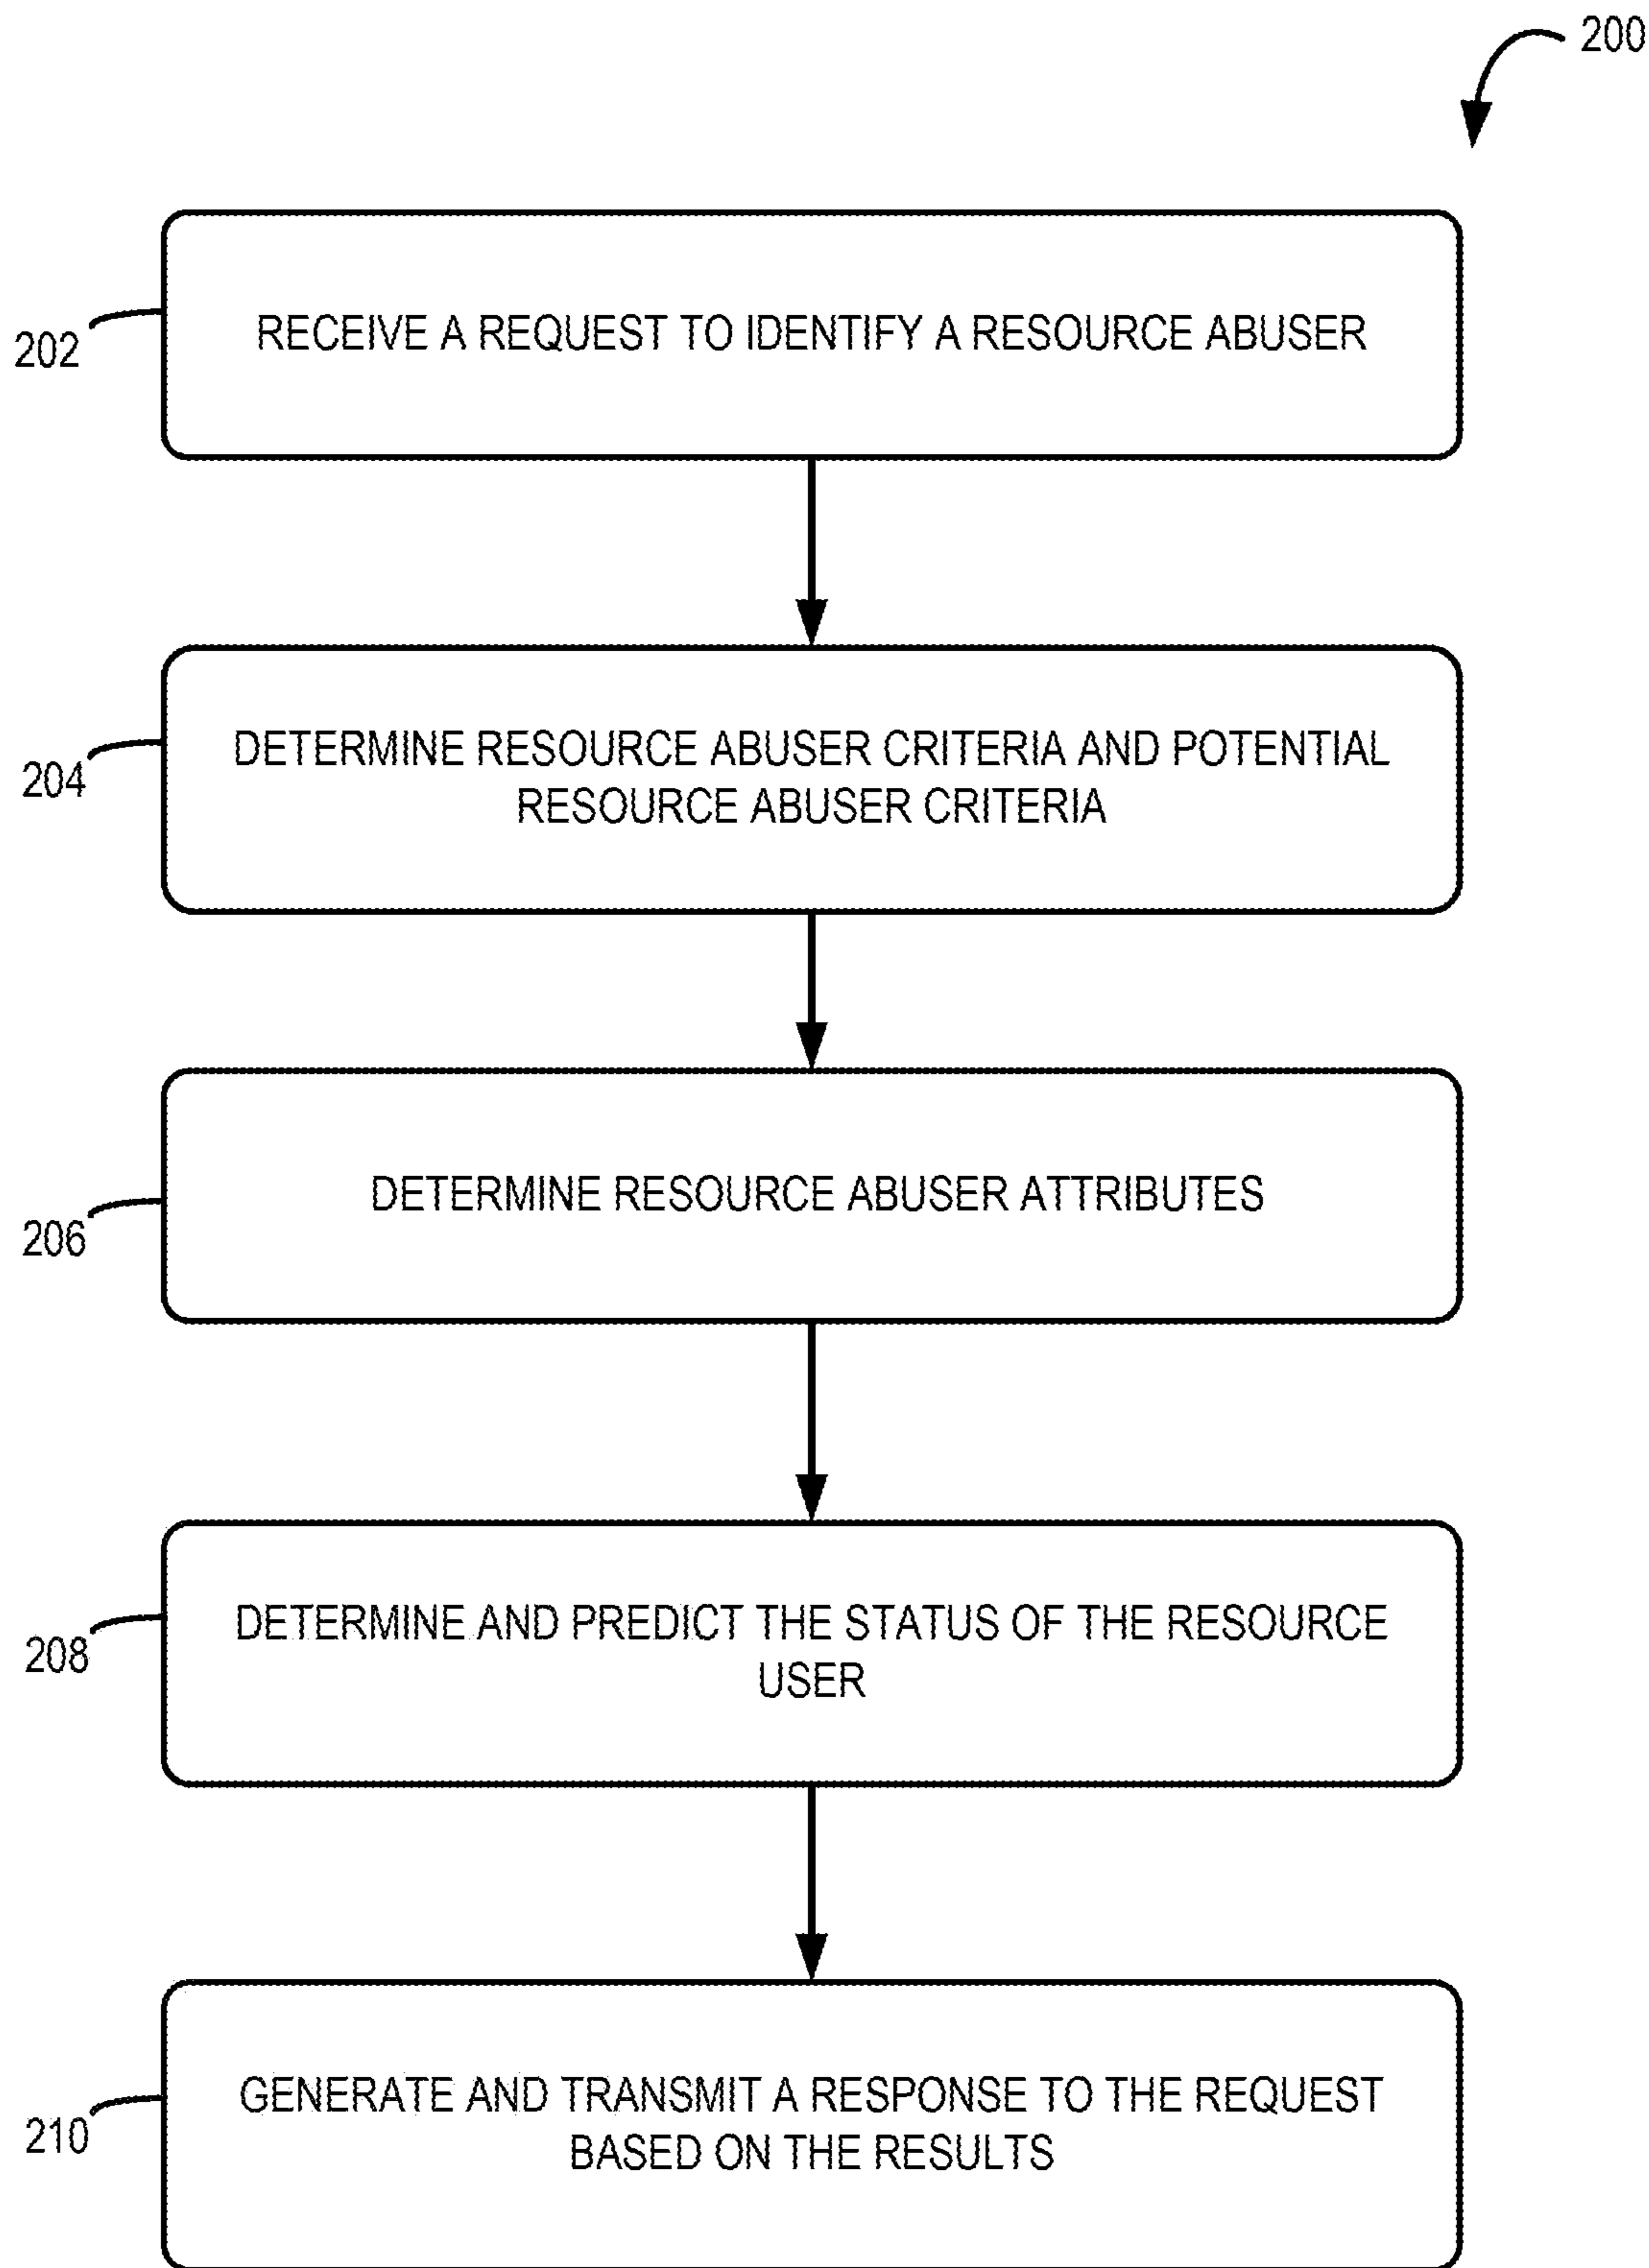 200
202
RECEIVE A REQUEST TO IDENTIFY A RESOURCE ABUSER
204
DETERMINE RESOURCE ABUSER CRITERIA AND POTENTIAL
RESOURCE ABUSER CRITERIA
206
DETERMINE RESOURCE ABUSER ATTRIBUTES
208
DETERMINE AND PREDICT THE STATUS OF THE RESOURCE
USER
210
GENERATE AND TRANSMIT A RESPONSE TO THE REQUEST
BASED ON THE RESULTS